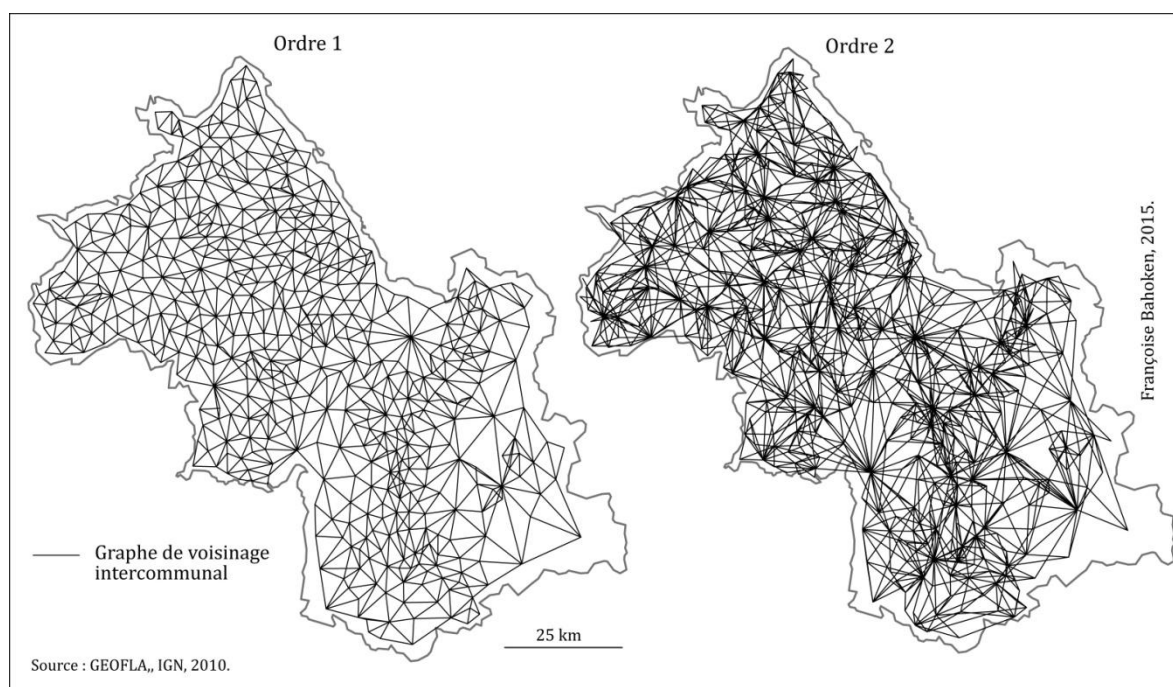 Ordre 1
Ordre 2
Françoise Bahoken, 2015.
Graphe de voisinage
intercommunal
25 km
Source : GEOFLA,, IGN, 2010.